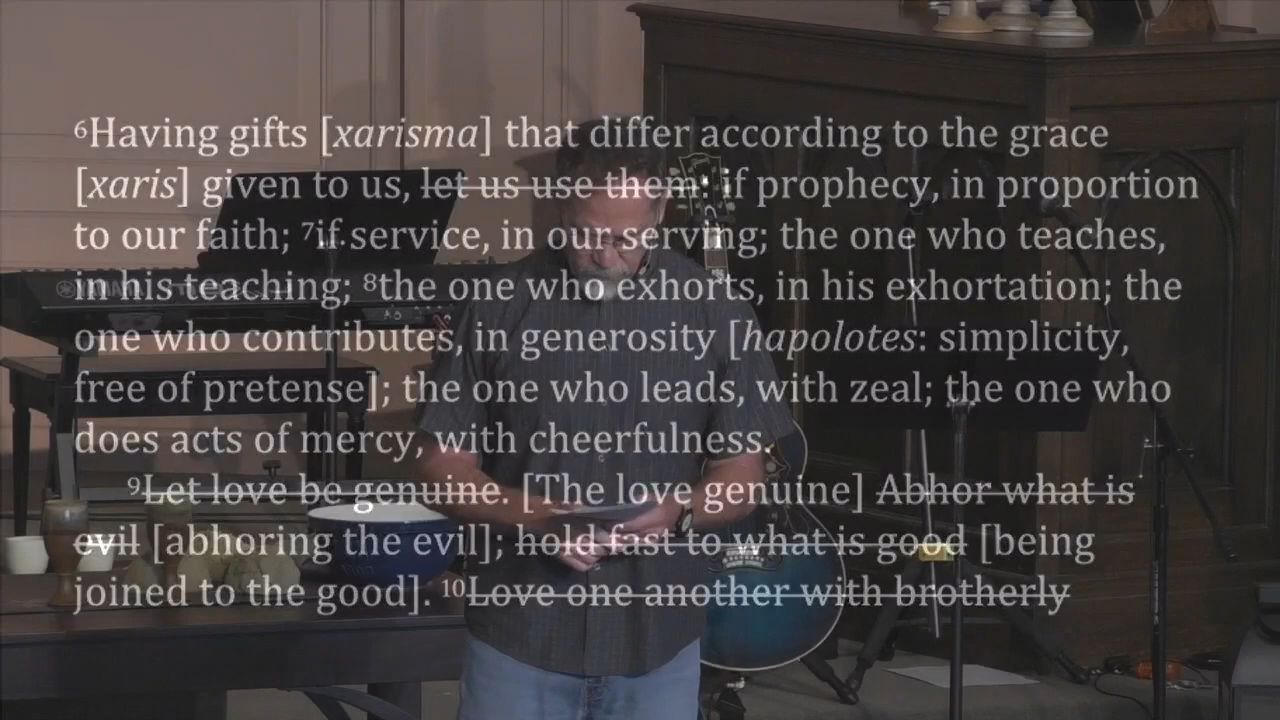 ⁶Having gifts [xarisma] that differ according to the grace
[xaris] given to us, let us use them: if prophecy, in proportion
to our faith; ⁷if service, in our serving; the one who teaches,
in his teaching; ⁸the one who exhorts, in his exhortation; the
one who contributes, in generosity [hapolotes: simplicity,
free of pretense]; the one who leads, with zeal; the one who
does acts of mercy, with cheerfulness.
⁹Let love be genuine. [The love genuine] Abhor what is
evil [abhoring the evil]; hold fast to what is good [being
joined to the good]. ¹⁰Love one another with brotherly
YAMAHA